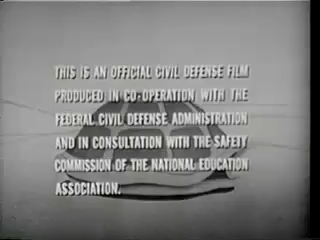 THIS IS AN OFFICIAL CIVIL DEFENSE FILM
PRODUCED IN CO-OPERATION WITH THE
FEDERAL CIVIL DEFENSE ADMINISTRATION
AND IN CONSULTATION WITH THE SAFETY
COMMISSION OF THE NATIONAL EDUCATION
ASSOCIATION.